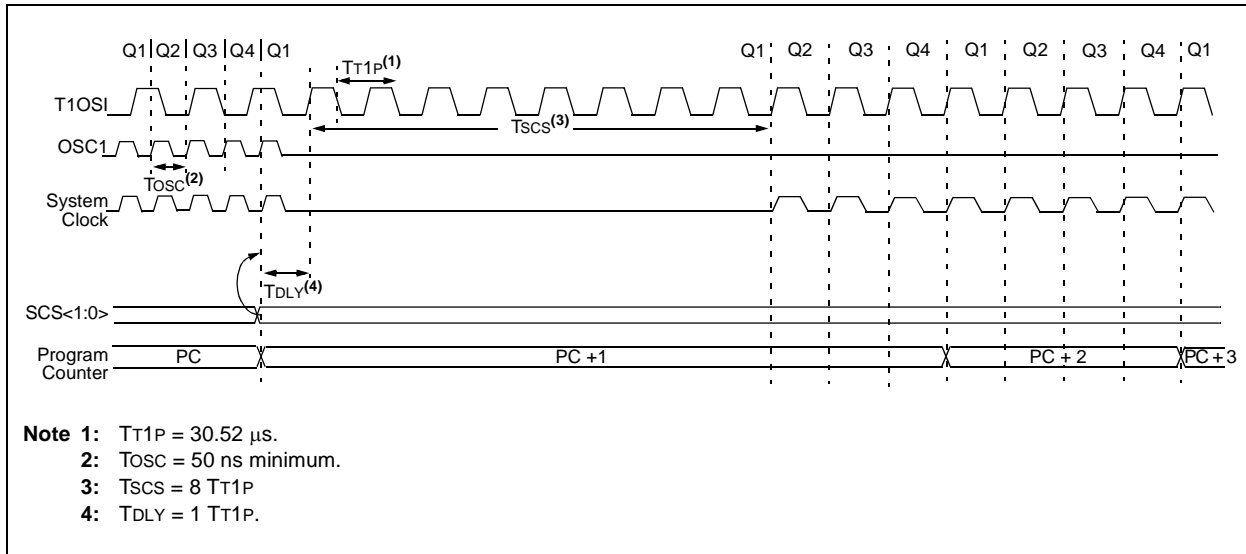 Q1 Q2 Q3 Q4 Q1 Q1 Q2 Q3 Q4 Q1 Q2 Q3 Q4 Q1
TT1P(1)
T1OSI
TSCS(3)
OSC1
TOSC(2)
System
Clock
TDLY(4)
SCS<1:0>
Program
Counter
PC PC +1 PC + 2 PC + 3
Note 1: TT1P = 30.52 μs.
2: TOSC = 50 ns minimum.
3: TSCS = 8 TT1P
4: TDLY = 1 TT1P.